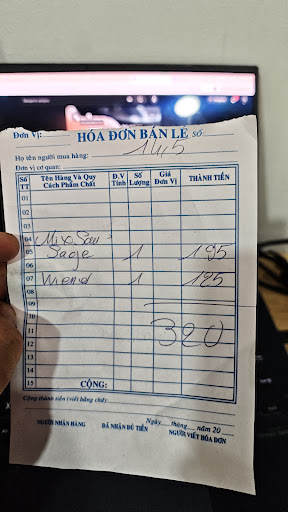 Đơn Vị: HÓA ĐƠN BÁN LẺ SỐ:
Họ tên người mua hàng: 14/5
Đơn vị cơ quan:
Số TT Tên Hàng Và Quy Cách Phẩm Chất Đ.V Tính Số Lượng Giá Đơn Vị THÀNH TIỀN
01
02
03
04 Mix Sau
05 Sage 1 195
06
07 1 125
08
09
10
11 320
12
13
14
15 CỘNG:
Cộng thành tiền (viết bằng chữ):
Ngày tháng năm 20
NGƯỜI NHẬN HÀNG ĐÃ NHẬN ĐỦ TIỀN NGƯỜI VIẾT HÓA ĐƠN